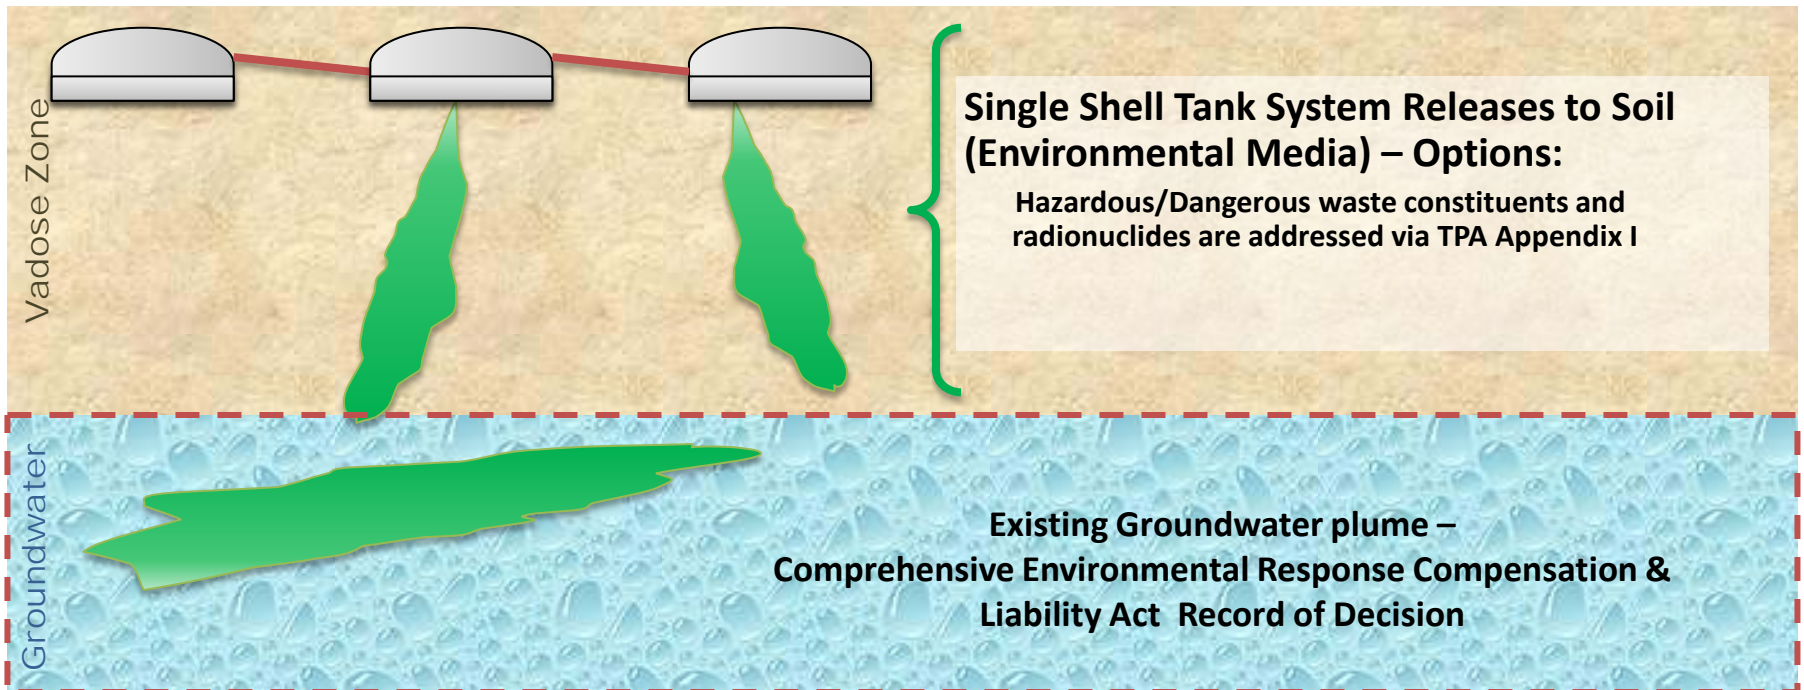 Vadose Zone
Single Shell Tank System Releases to Soil
(Environmental Media) – Options:
Hazardous/Dangerous waste constituents and
radionuclides are addressed via TPA Appendix I
Groundwater
Existing Groundwater plume –
Comprehensive Environmental Response Compensation &
Liability Act Record of Decision